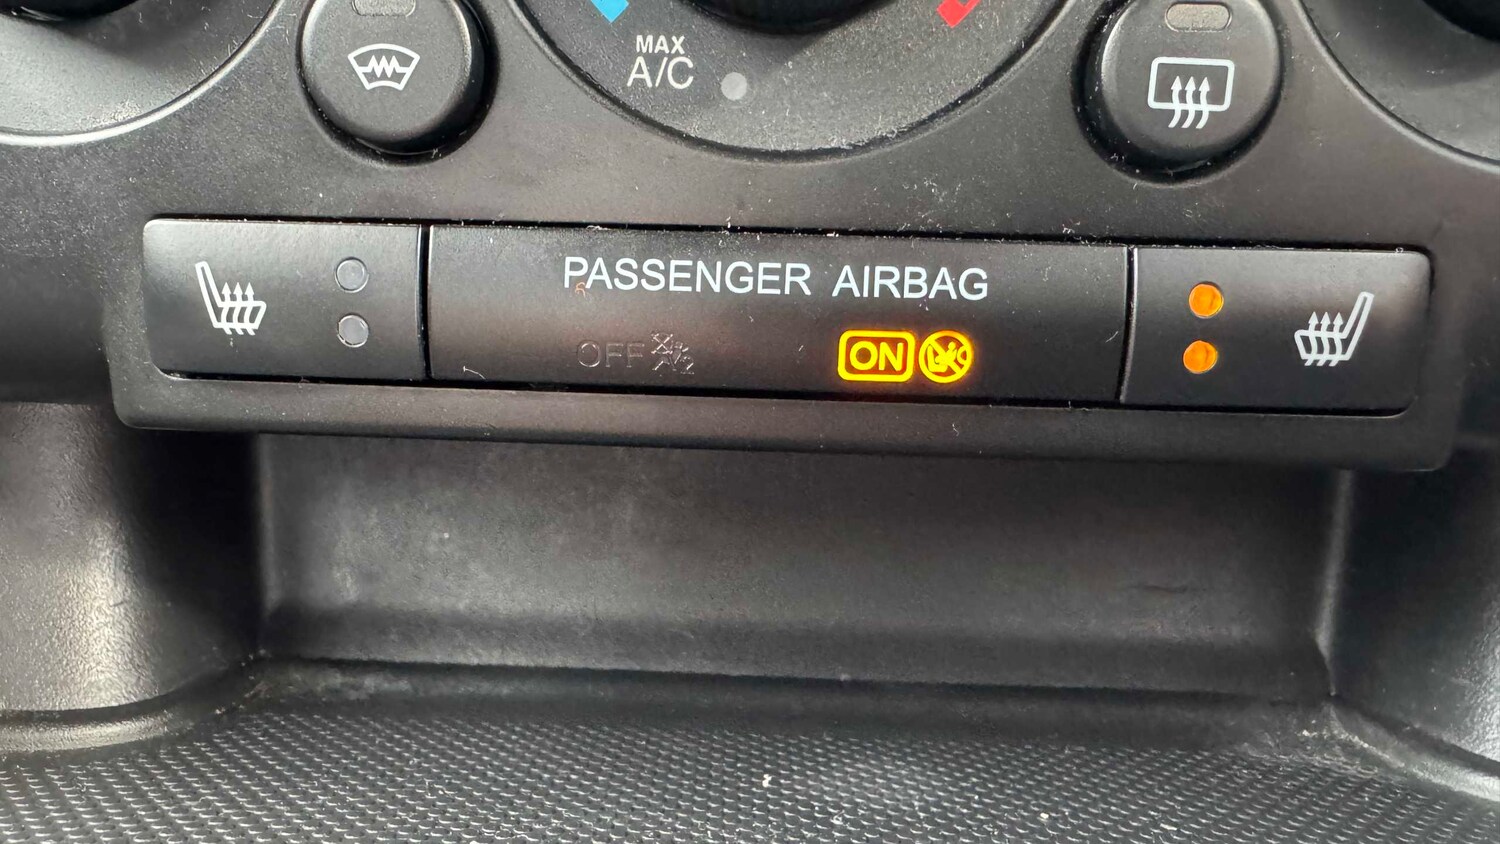 MAX
A/C
PASSENGER AIRBAG
OFF ON